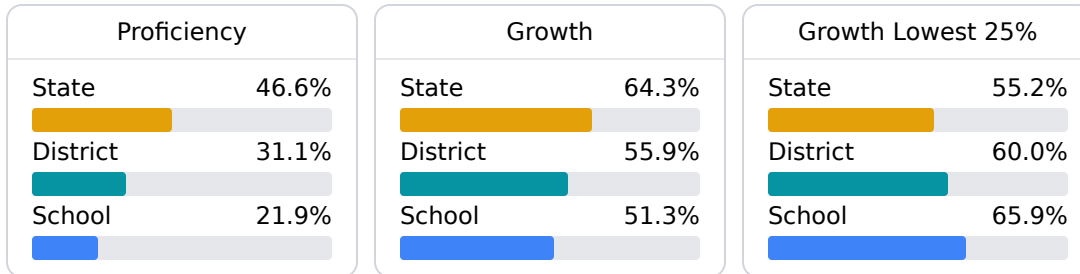 Proficiency
State 46.6%
District 31.1%
School 21.9%
Growth
State 64.3%
District 55.9%
School 51.3%
Growth Lowest 25%
State 55.2%
District 60.0%
School 65.9%